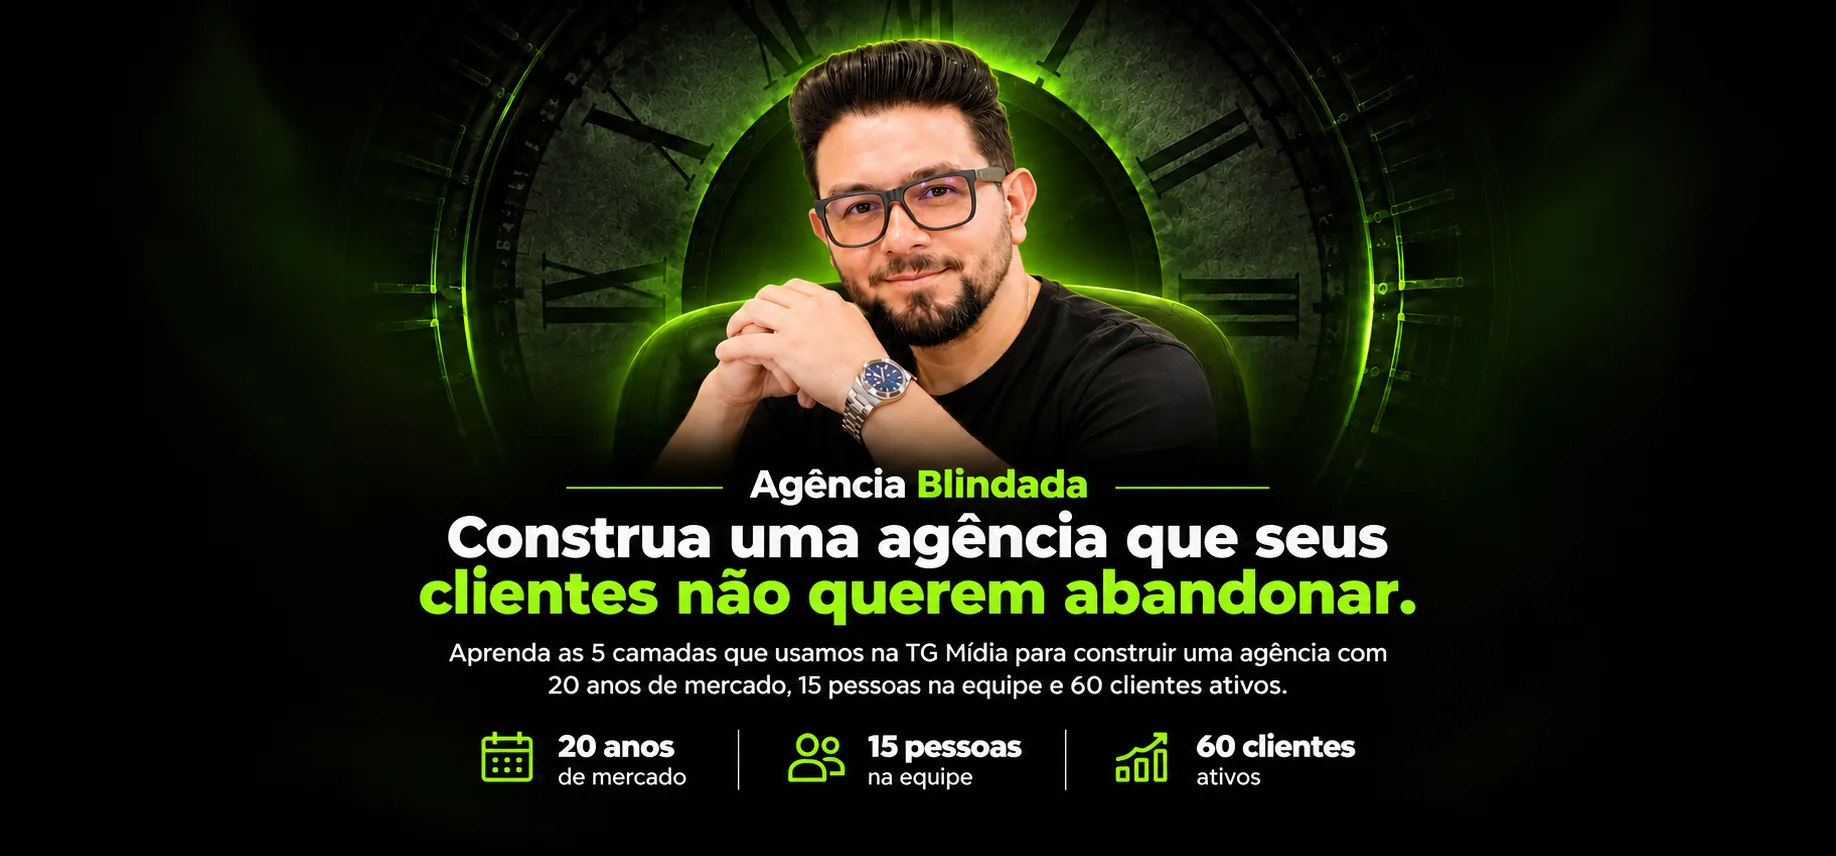 Agência Blindada
Construa uma agência que seus
clientes não querem abandonar.
Aprenda as 5 camadas que usamos na TG Mídia para construir uma agência com
20 anos de mercado, 15 pessoas na equipe e 60 clientes ativos.
20 anos
de mercado
15 pessoas
na equipe
60 clientes
ativos